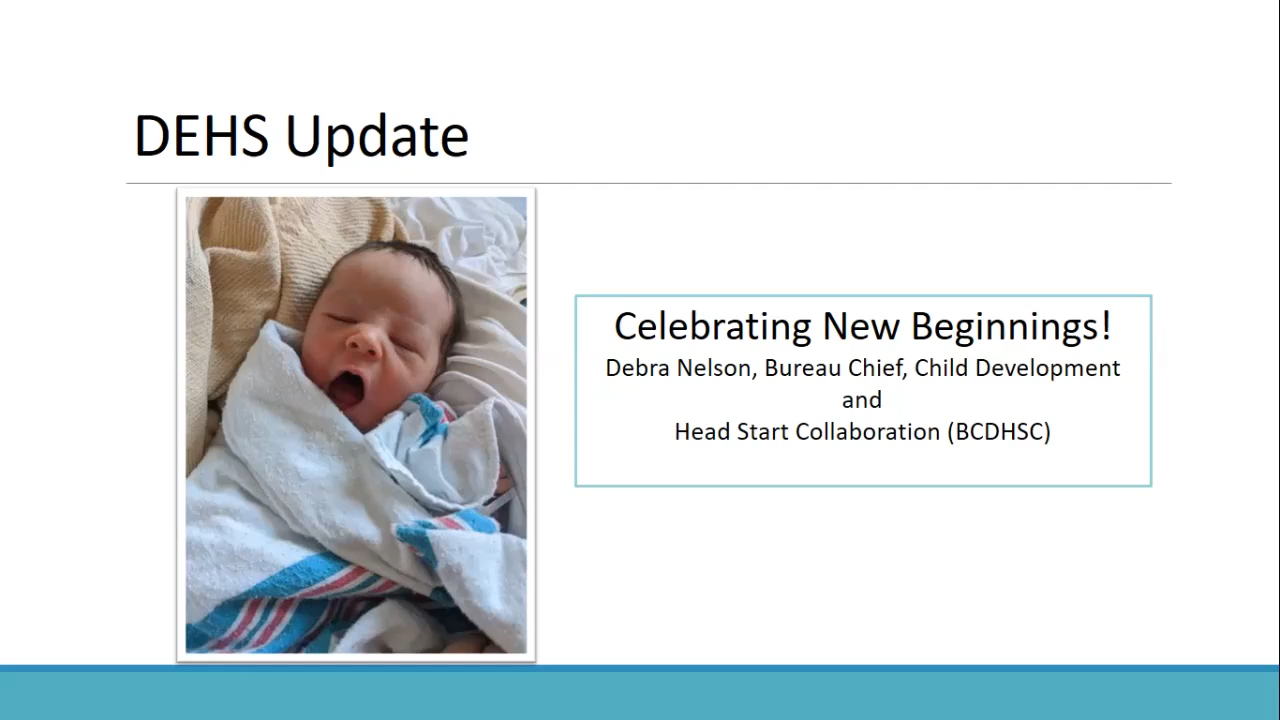 DEHS Update
Celebrating New Beginnings!
Debra Nelson, Bureau Chief, Child Development
and
Head Start Collaboration (BCDHSC)